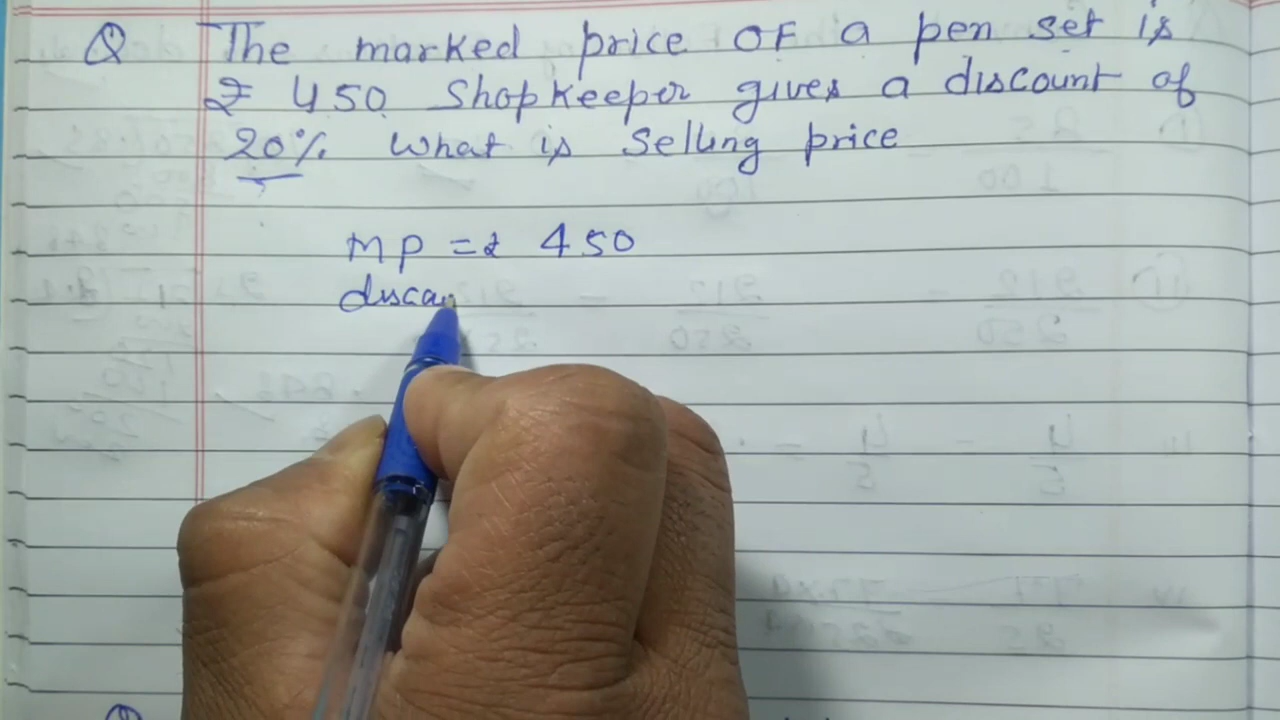 Q The marked price OF a pen set is
₹ 450 Shopkeeper gives a discount of
20% What is Selling price
MP = ₹ 450